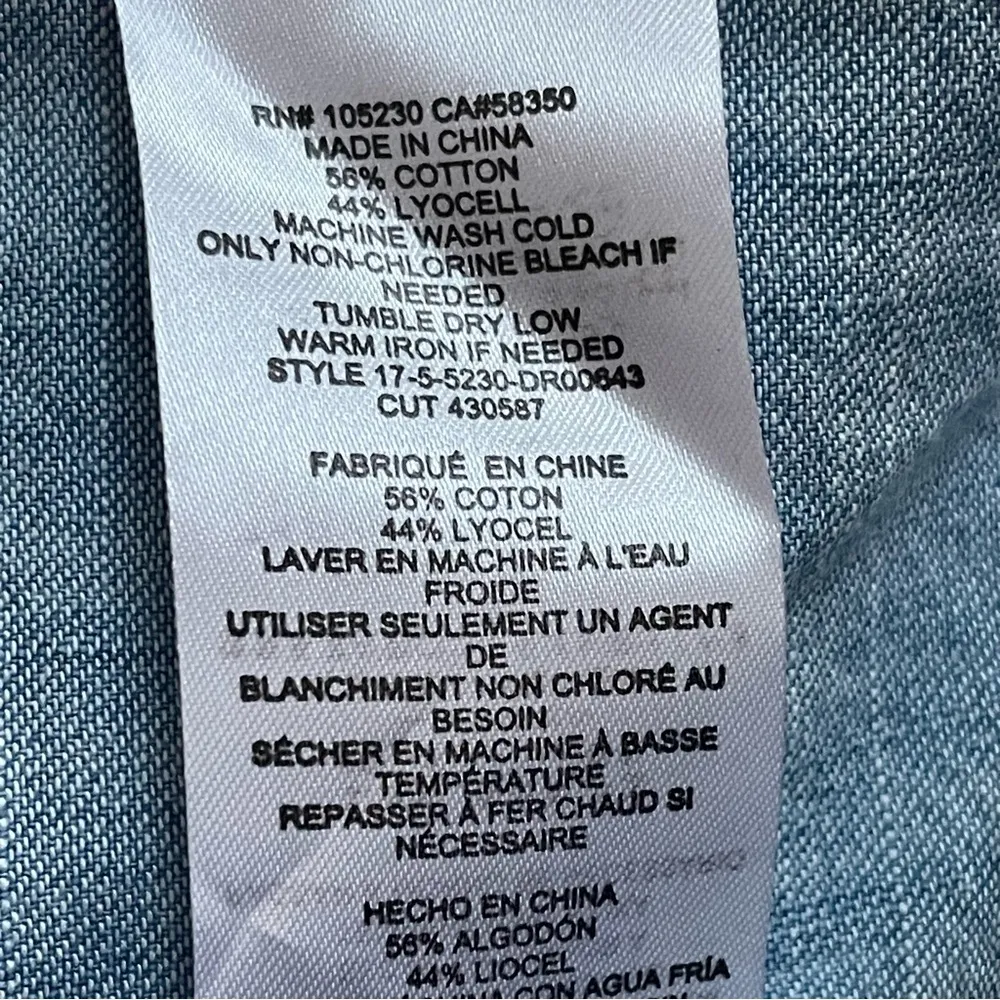 RN# 105230 CA#58350
MADE IN CHINA
56% COTTON
44% LYOCELL
MACHINE WASH COLD
ONLY NON-CHLORINE BLEACH IF
NEEDED
TUMBLE DRY LOW
WARM IRON IF NEEDED
STYLE 17-5-5230-DR00643
CUT 430587
FABRIQUÉ EN CHINE
56% COTON
44% LYOCEL
LAVER EN MACHINE À L'EAU
FROIDE
UTILISER SEULEMENT UN AGENT
DE
BLANCHIMENT NON CHLORÉ AU
BESOIN
SÉCHER EN MACHINE À BASSE
TEMPÉRATURE
REPASSER À FER CHAUD SI
NÉCESSAIRE
HECHO EN CHINA
56% ALGODÓN
44% LIOCEL
CON AGUA FRÍA